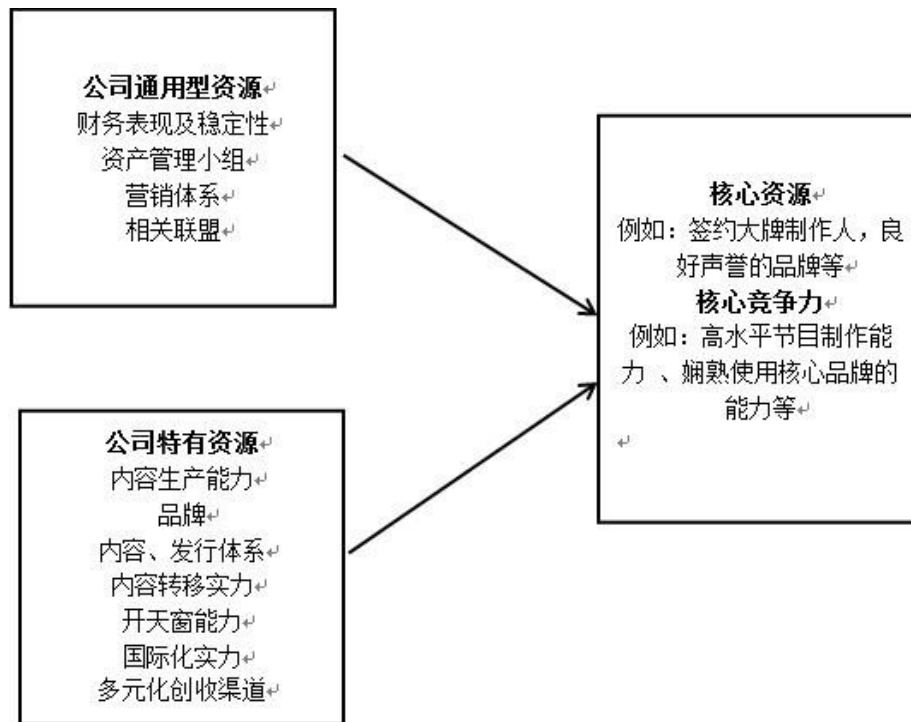 公司通用型资源
财务表现及稳定性
资产管理小组
营销体系
相关联盟
公司特有资源
内容生产能力
品牌
内容、发行体系
内容转移实力
开天窗能力
国际化实力
多元化创收渠道
核心资源
例如：签约大牌制作人，良
好声誉的品牌等
核心竞争力
例如：高水平节目制作能
力 、娴熟使用核心品牌的
能力等